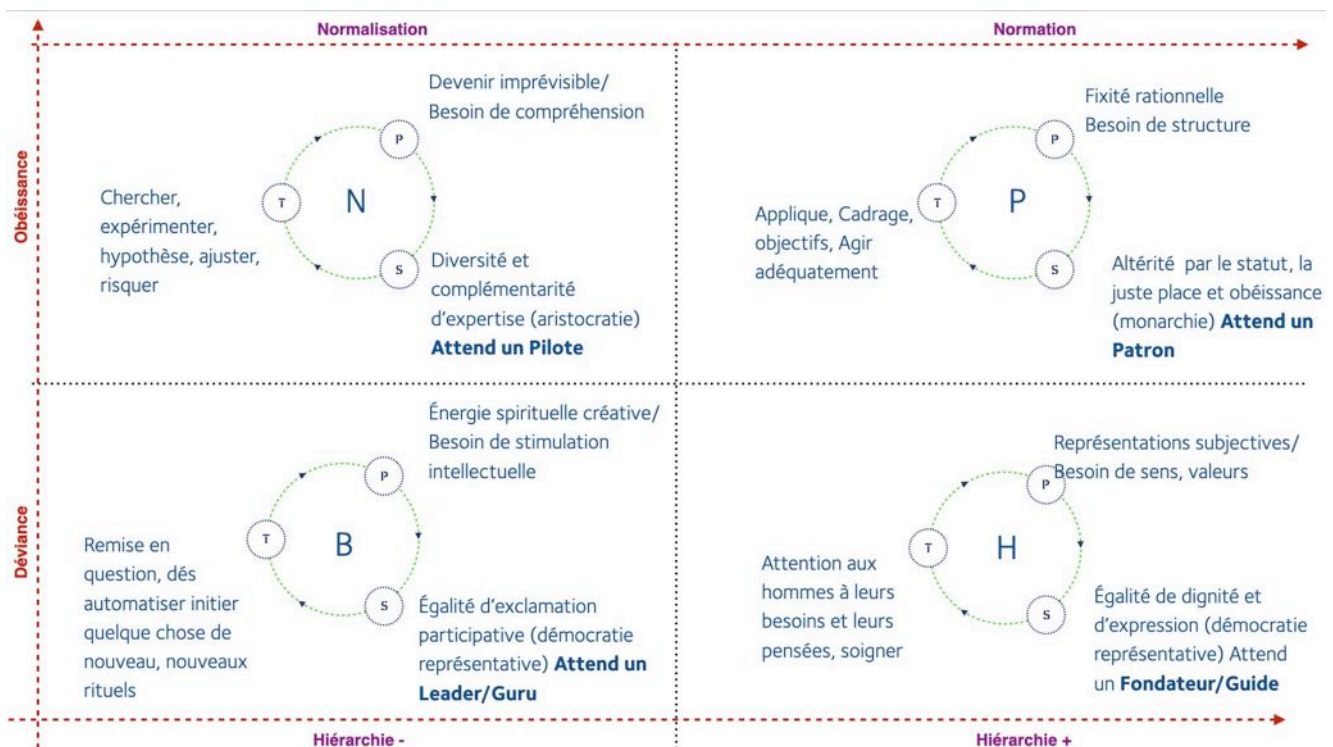 Normalisation
Normation
Obéissance
Devenir imprévisible/
Besoin de compréhension
P
T
N
S
Chercher,
expérimenter,
hypothèse, ajuster,
risquer
Diversité et
complémentarité
d'expertise (aristocratie)
Attend un Pilote
Fixité rationnelle
Besoin de structure
P
T
P
S
Applique, Cadrage,
objectifs, Agir
adéquatement
Altérité par le statut, la
juste place et obéissance
(monarchie) Attend un
Patron
Déviance
Énergie spirituelle créative/
Besoin de stimulation
intellectuelle
P
T
B
S
Remise en
question, dés
automatiser initier
quelque chose de
nouveau, nouveaux
rituels
Égalité d'exclamation
participative (démocratie
représentative) Attend un
Leader/Guru
Représentations subjectives/
Besoin de sens, valeurs
P
T
H
S
Attention aux
hommes à leurs
besoins et leurs
pensées, soigner
Égalité de dignité et
d'expression (démocratie
représentative) Attend
un Fondateur/Guide
Hiérarchie -
Hiérarchie +